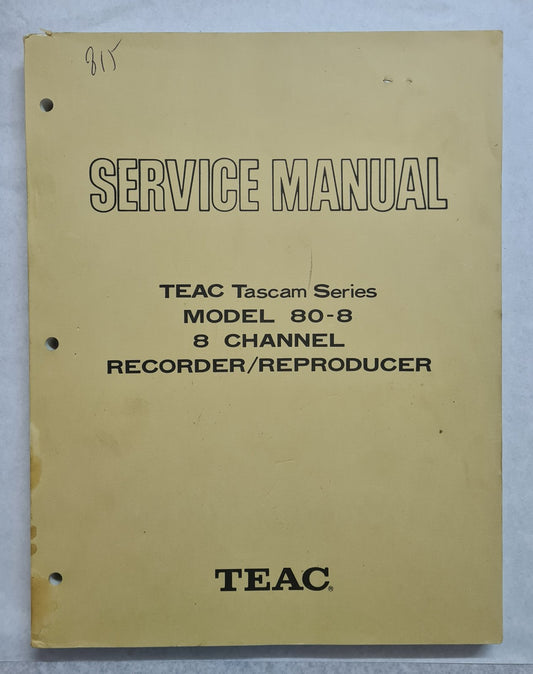 815
SERVICE MANUAL
TEAC Tascam Series
MODEL 80-8
8 CHANNEL
RECORDER/REPRODUCER
TEAC®